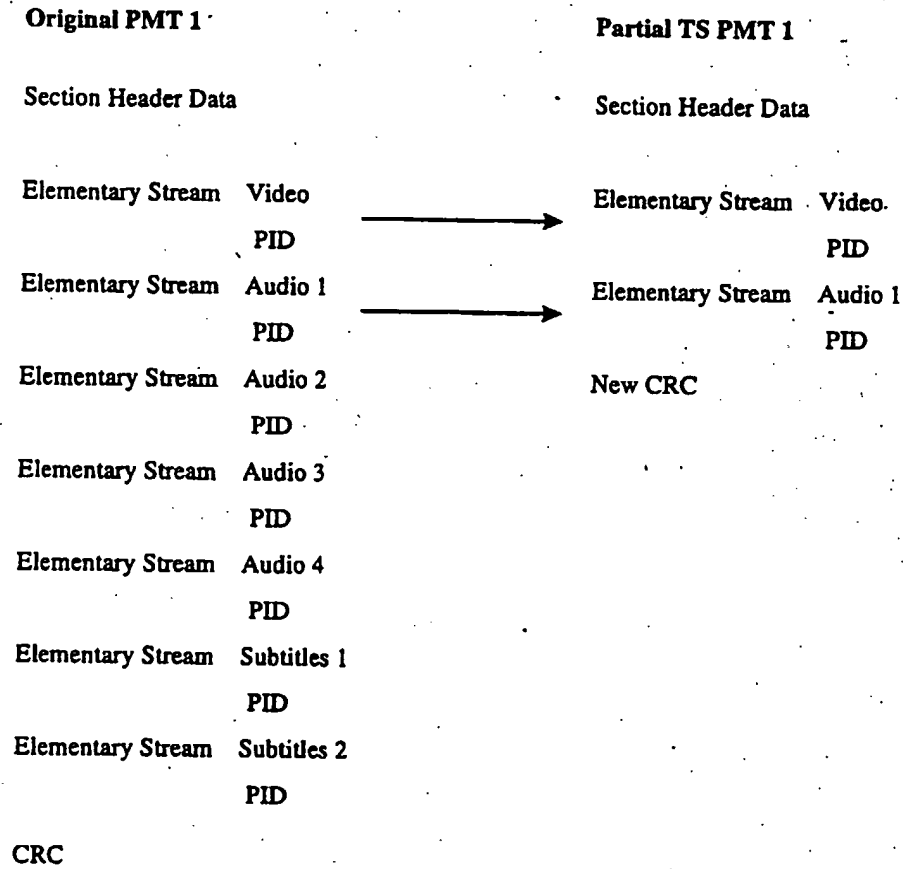 Original PMT 1
Section Header Data
Elementary Stream Video
PID
Elementary Stream Audio 1
PID
Elementary Stream Audio 2
PID
Elementary Stream Audio 3
PID
Elementary Stream Audio 4
PID
Elementary Stream Subtitles 1
PID
Elementary Stream Subtitles 2
PID
CRC
Partial TS PMT 1
Section Header Data
Elementary Stream Video
PID
Elementary Stream Audio 1
PID
New CRC